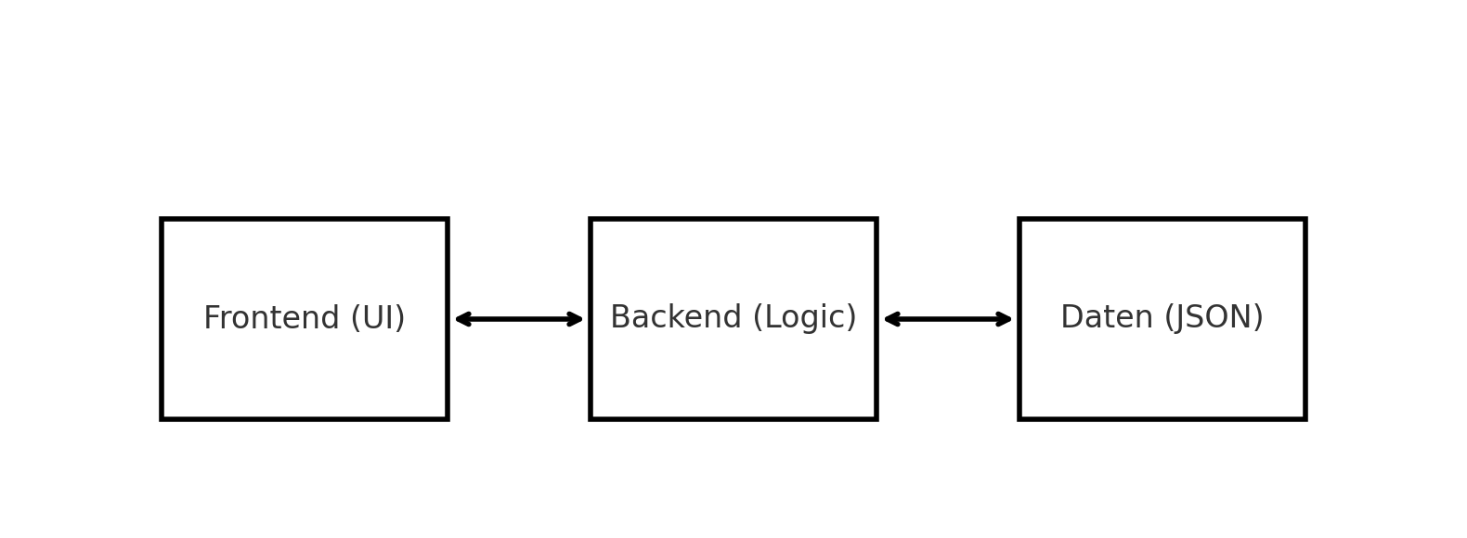 Frontend (UI)
Backend (Logic)
Daten (JSON)